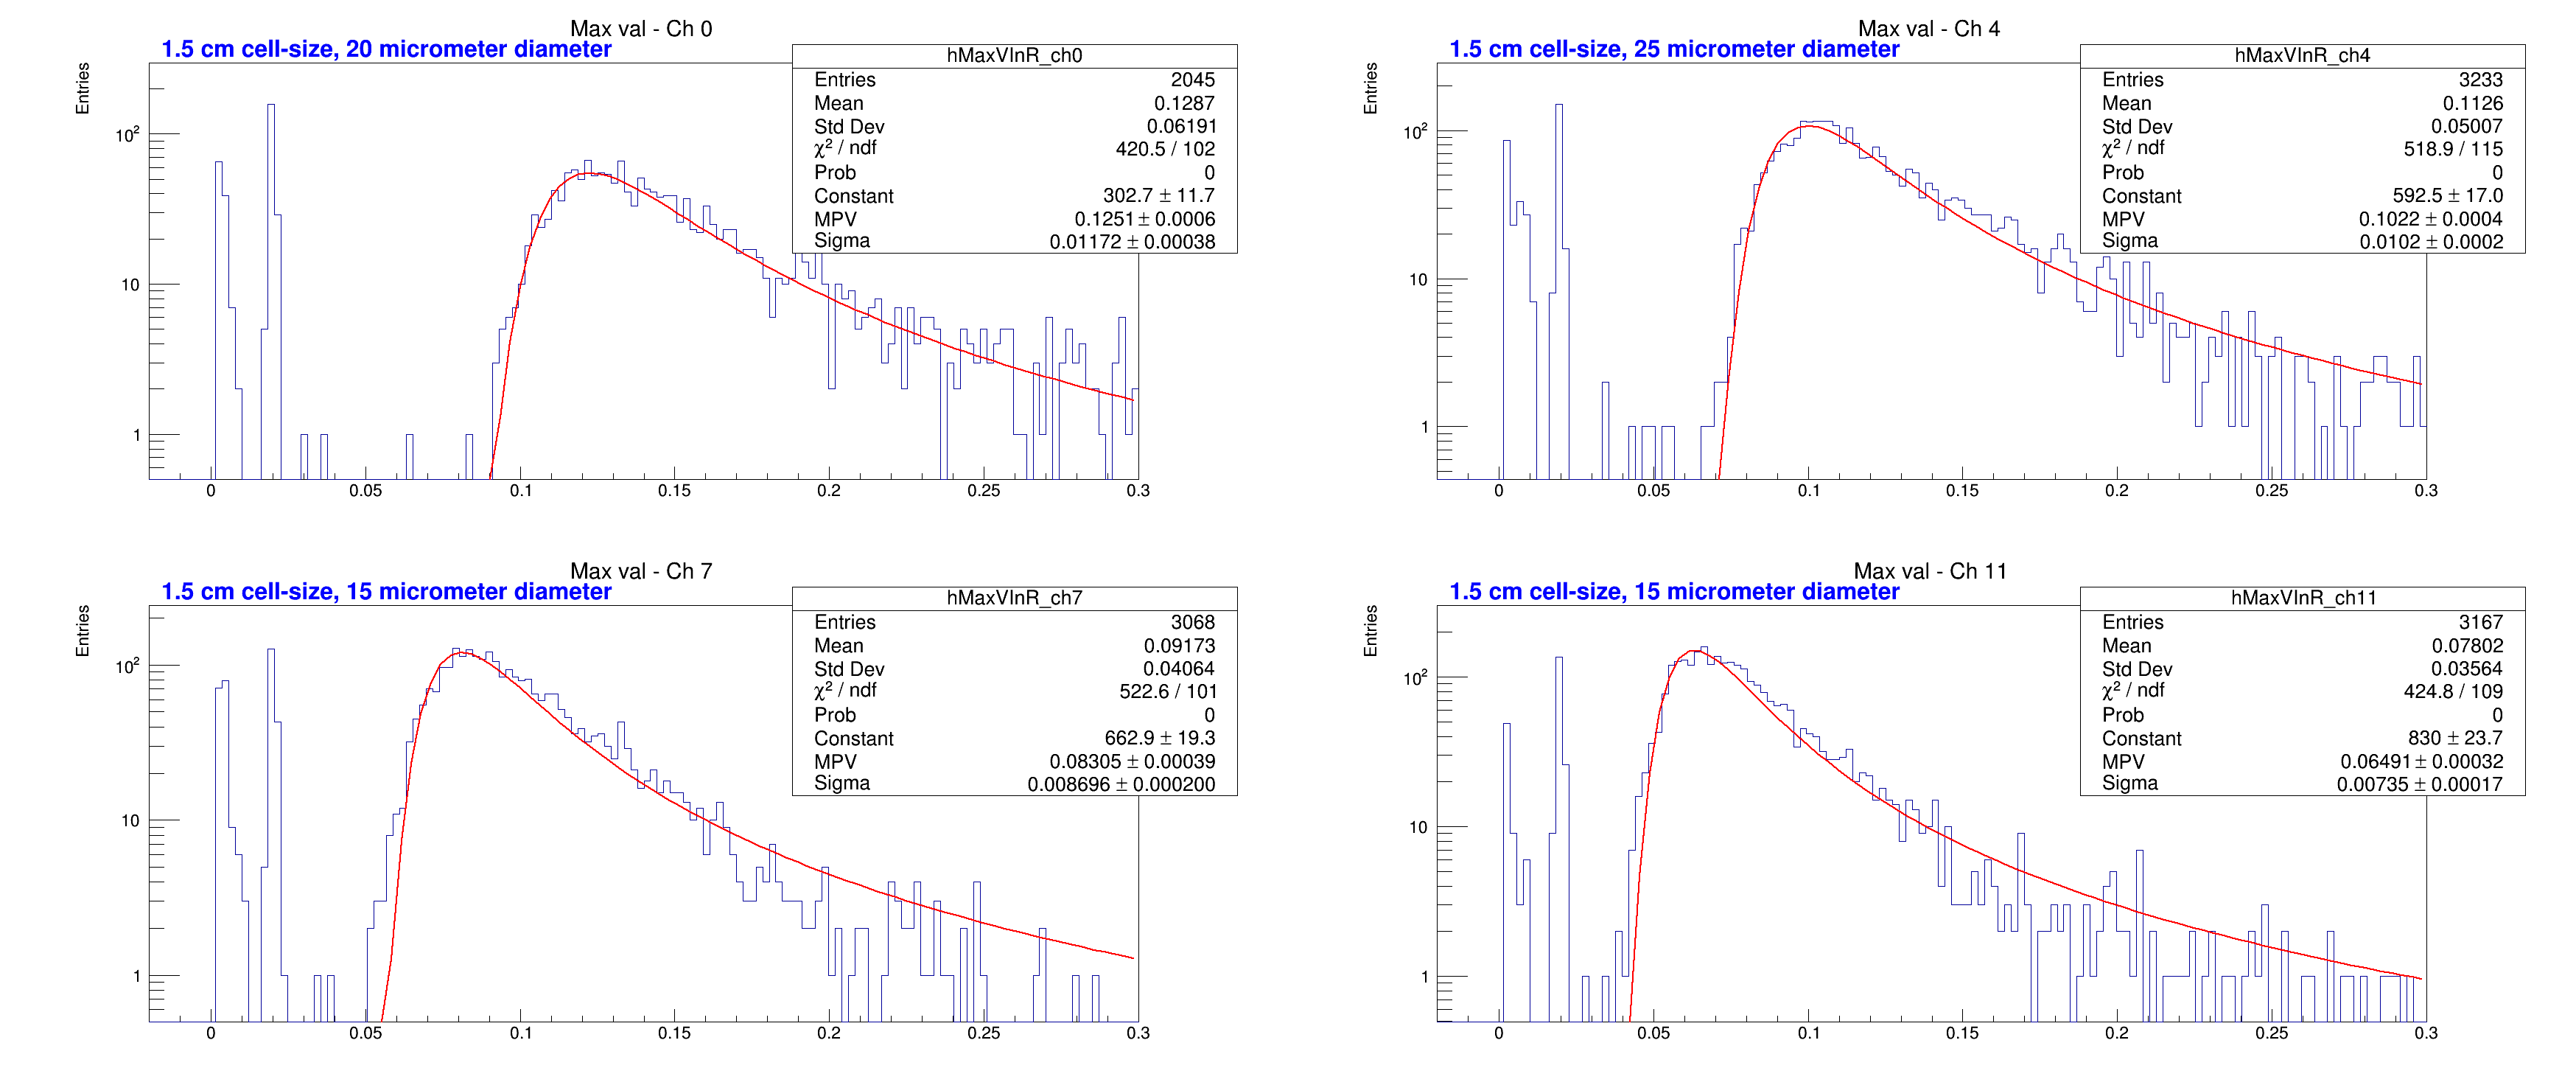 Max val - Ch 0
1.5 cm cell-size, 20 micrometer diameter
Entries
hMaxVInR_ch0
Entries 2045
Mean 0.1287
Std Dev 0.06191
χ² / ndf 420.5 / 102
Prob 0
Constant 302.7 ± 11.7
MPV 0.1251 ± 0.0006
Sigma 0.01172 ± 0.00038
10²
10
1
0 0.05 0.1 0.15 0.2 0.25 0.3
Max val - Ch 4
1.5 cm cell-size, 25 micrometer diameter
Entries
hMaxVInR_ch4
Entries 3233
Mean 0.1126
Std Dev 0.05007
χ² / ndf 518.9 / 115
Prob 0
Constant 592.5 ± 17.0
MPV 0.1022 ± 0.0004
Sigma 0.0102 ± 0.0002
10²
10
1
0 0.05 0.1 0.15 0.2 0.25 0.3
Max val - Ch 7
1.5 cm cell-size, 15 micrometer diameter
Entries
hMaxVInR_ch7
Entries 3068
Mean 0.09173
Std Dev 0.04064
χ² / ndf 522.6 / 101
Prob 0
Constant 662.9 ± 19.3
MPV 0.08305 ± 0.00039
Sigma 0.008696 ± 0.000200
10²
10
1
0 0.05 0.1 0.15 0.2 0.25 0.3
Max val - Ch 11
1.5 cm cell-size, 15 micrometer diameter
Entries
hMaxVInR_ch11
Entries 3167
Mean 0.07802
Std Dev 0.03564
χ² / ndf 424.8 / 109
Prob 0
Constant 830 ± 23.7
MPV 0.06491 ± 0.00032
Sigma 0.00735 ± 0.00017
10²
10
1
0 0.05 0.1 0.15 0.2 0.25 0.3